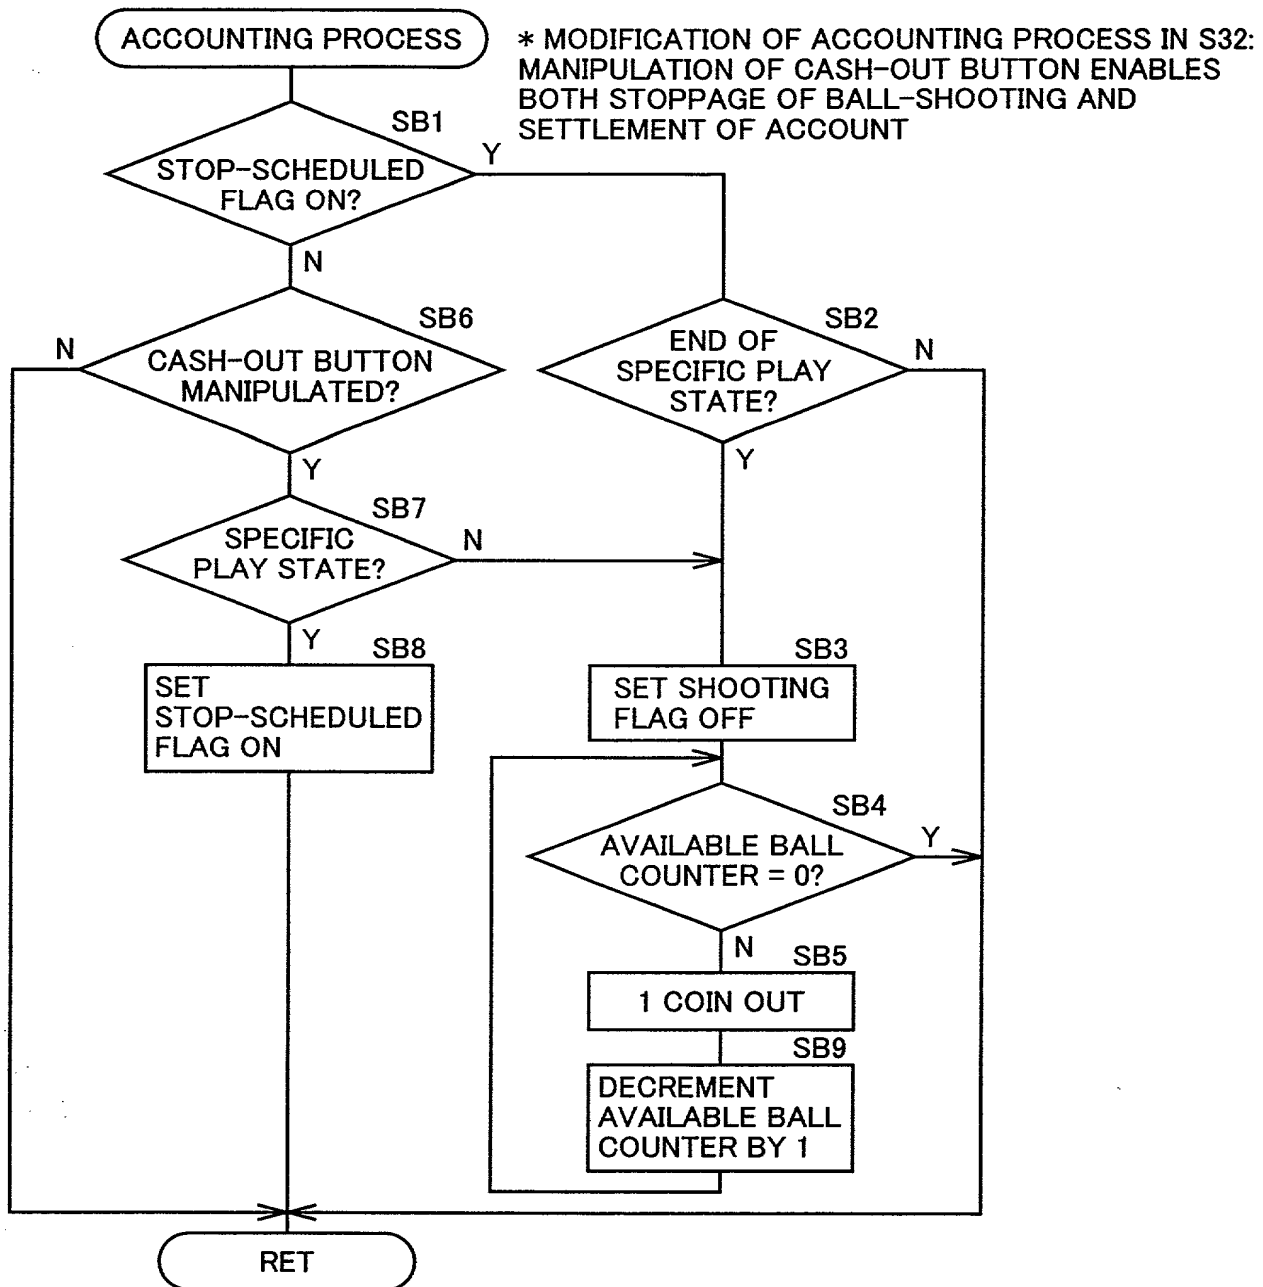 ACCOUNTING PROCESS
* MODIFICATION OF ACCOUNTING PROCESS IN S32:
MANIPULATION OF CASH-OUT BUTTON ENABLES
BOTH STOPPAGE OF BALL-SHOOTING AND
SETTLEMENT OF ACCOUNT
SB1
STOP-SCHEDULED
FLAG ON?
Y
N
SB6
CASH-OUT BUTTON
MANIPULATED?
N
Y
SB2
END OF
SPECIFIC PLAY
STATE?
N
Y
SB7
SPECIFIC
PLAY STATE?
N
Y
SB8
SET
STOP-SCHEDULED
FLAG ON
SB3
SET SHOOTING
FLAG OFF
SB4
AVAILABLE BALL
COUNTER = 0?
Y
N
SB5
1 COIN OUT
SB9
DECREMENT
AVAILABLE BALL
COUNTER BY 1
RET